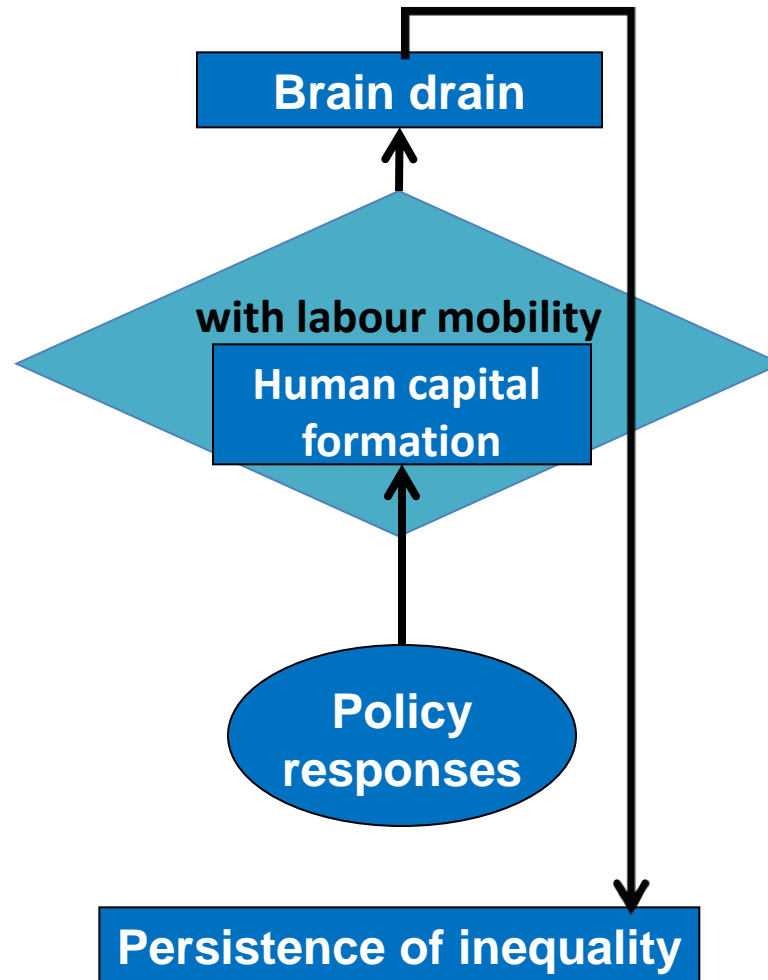 Brain drain
with labour mobility
Human capital
formation
Policy
responses
Persistence of inequality